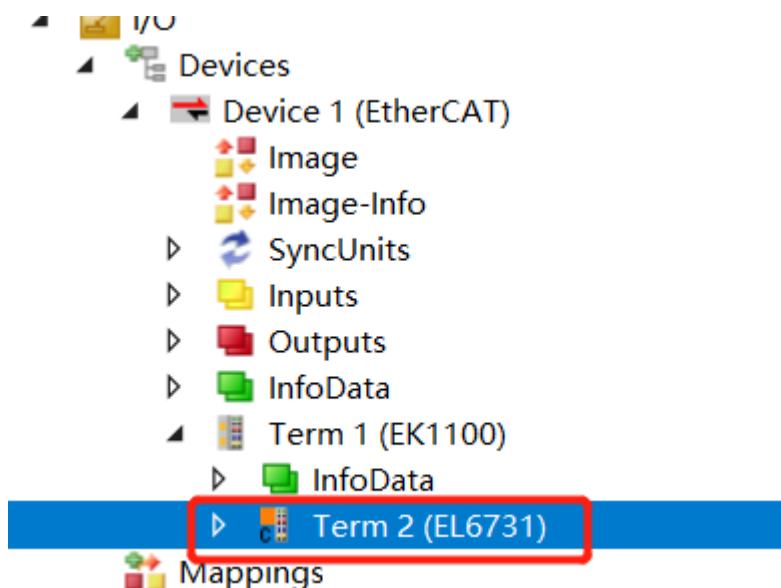 I/O
Devices
Device 1 (EtherCAT)
Image
Image-Info
SyncUnits
Inputs
Outputs
InfoData
Term 1 (EK1100)
InfoData
Term 2 (EL6731)
Mappings